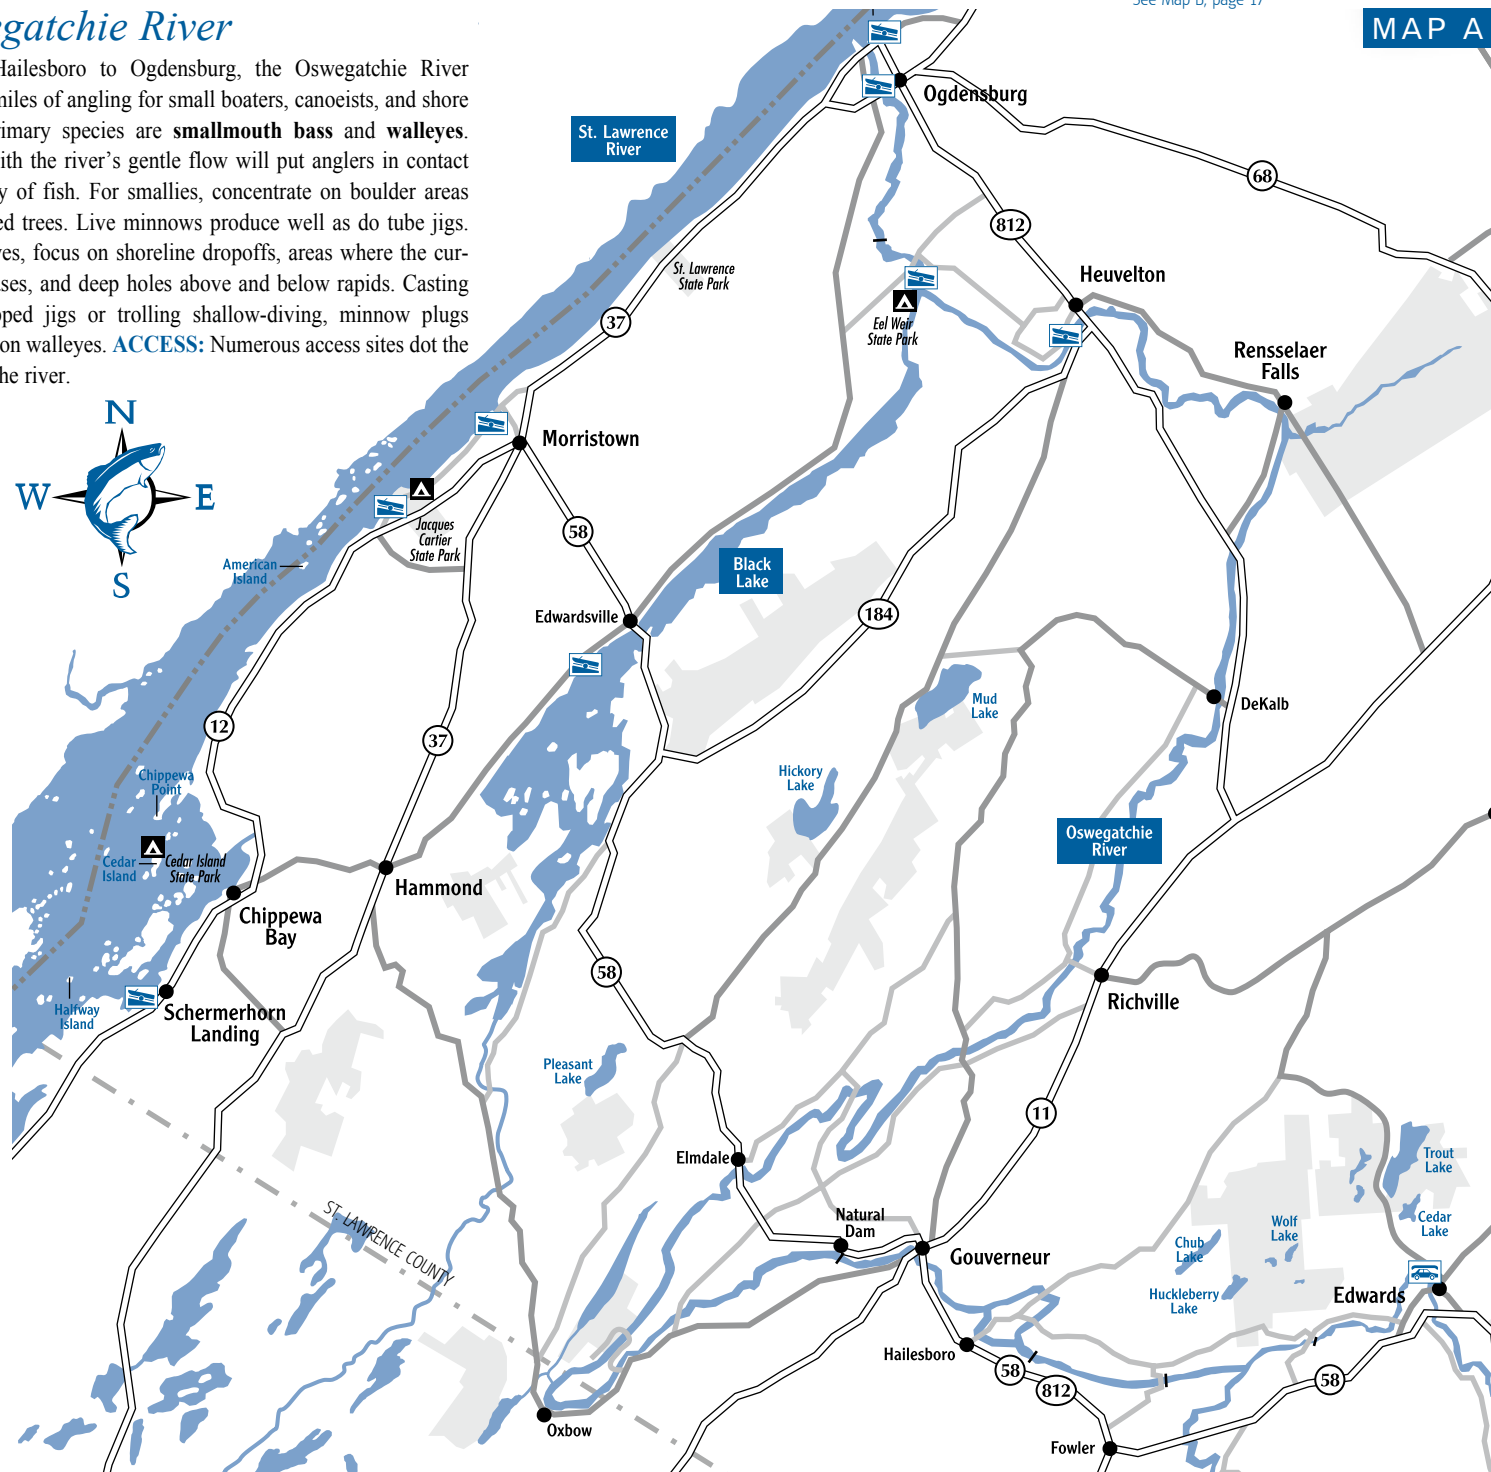 See Map B, page 17
MAP A
egatchie River
Hailesboro to Ogdensburg, the Oswegatchie River
miles of angling for small boaters, canoeists, and shore
rimary species are smallmouth bass and walleyes.
ith the river's gentle flow will put anglers in contact
y of fish. For smallies, concentrate on boulder areas
ed trees. Live minnows produce well as do tube jigs.
yes, focus on shoreline dropoffs, areas where the cur-
ses, and deep holes above and below rapids. Casting
pped jigs or trolling shallow-diving, minnow plugs
on walleyes. ACCESS: Numerous access sites dot the
he river.
N
W
E
S
St. Lawrence
River
Ogdensburg
68
812
St. Lawrence
State Park
Heuvelton
37
Eel Weir
State Park
Rensselaer
Falls
Morristown
Jacques
Cartier
State Park
58
American
Island
Black
Lake
Edwardsville
184
Mud
Lake
DeKalb
12
37
Chippewa
Point
Hickory
Lake
Oswegatchie
River
Cedar
Island
Cedar Island
State Park
Hammond
Chippewa
Bay
58
Richville
Halfway
Island
Schermerhorn
Landing
Pleasant
Lake
11
Elmdale
Trout
Lake
Cedar
Lake
ST. LAWRENCE COUNTY
Natural
Dam
Wolf
Lake
Chub
Lake
Gouverneur
Huckleberry
Lake
Edwards
Hailesboro
58
812
58
Oxbow
Fowler